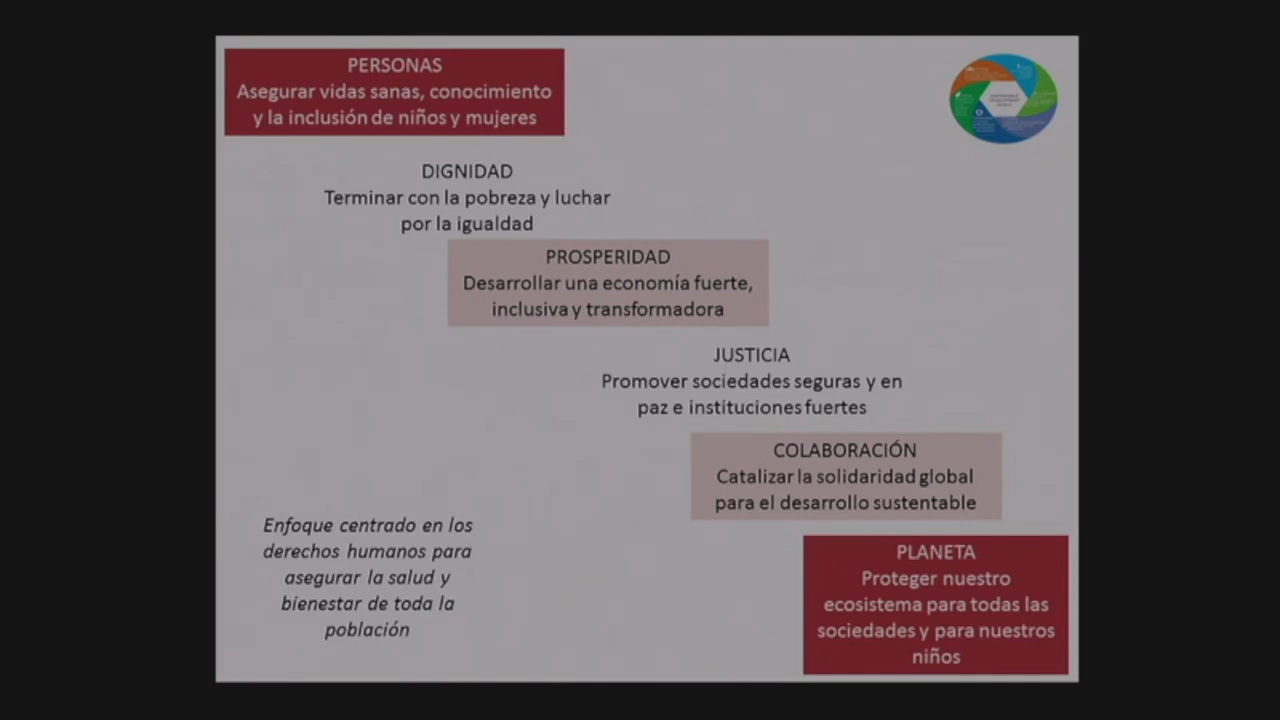 PERSONAS
Asegurar vidas sanas, conocimiento
y la inclusión de niños y mujeres
DIGNIDAD
Terminar con la pobreza y luchar
por la igualdad
PROSPERIDAD
Desarrollar una economía fuerte,
inclusiva y transformadora
JUSTICIA
Promover sociedades seguras y en
paz e instituciones fuertes
COLABORACIÓN
Catalizar la solidaridad global
para el desarrollo sustentable
Enfoque centrado en los
derechos humanos para
asegurar la salud y
bienestar de toda la
población
PLANETA
Proteger nuestro
ecosistema para todas las
sociedades y para nuestros
niños